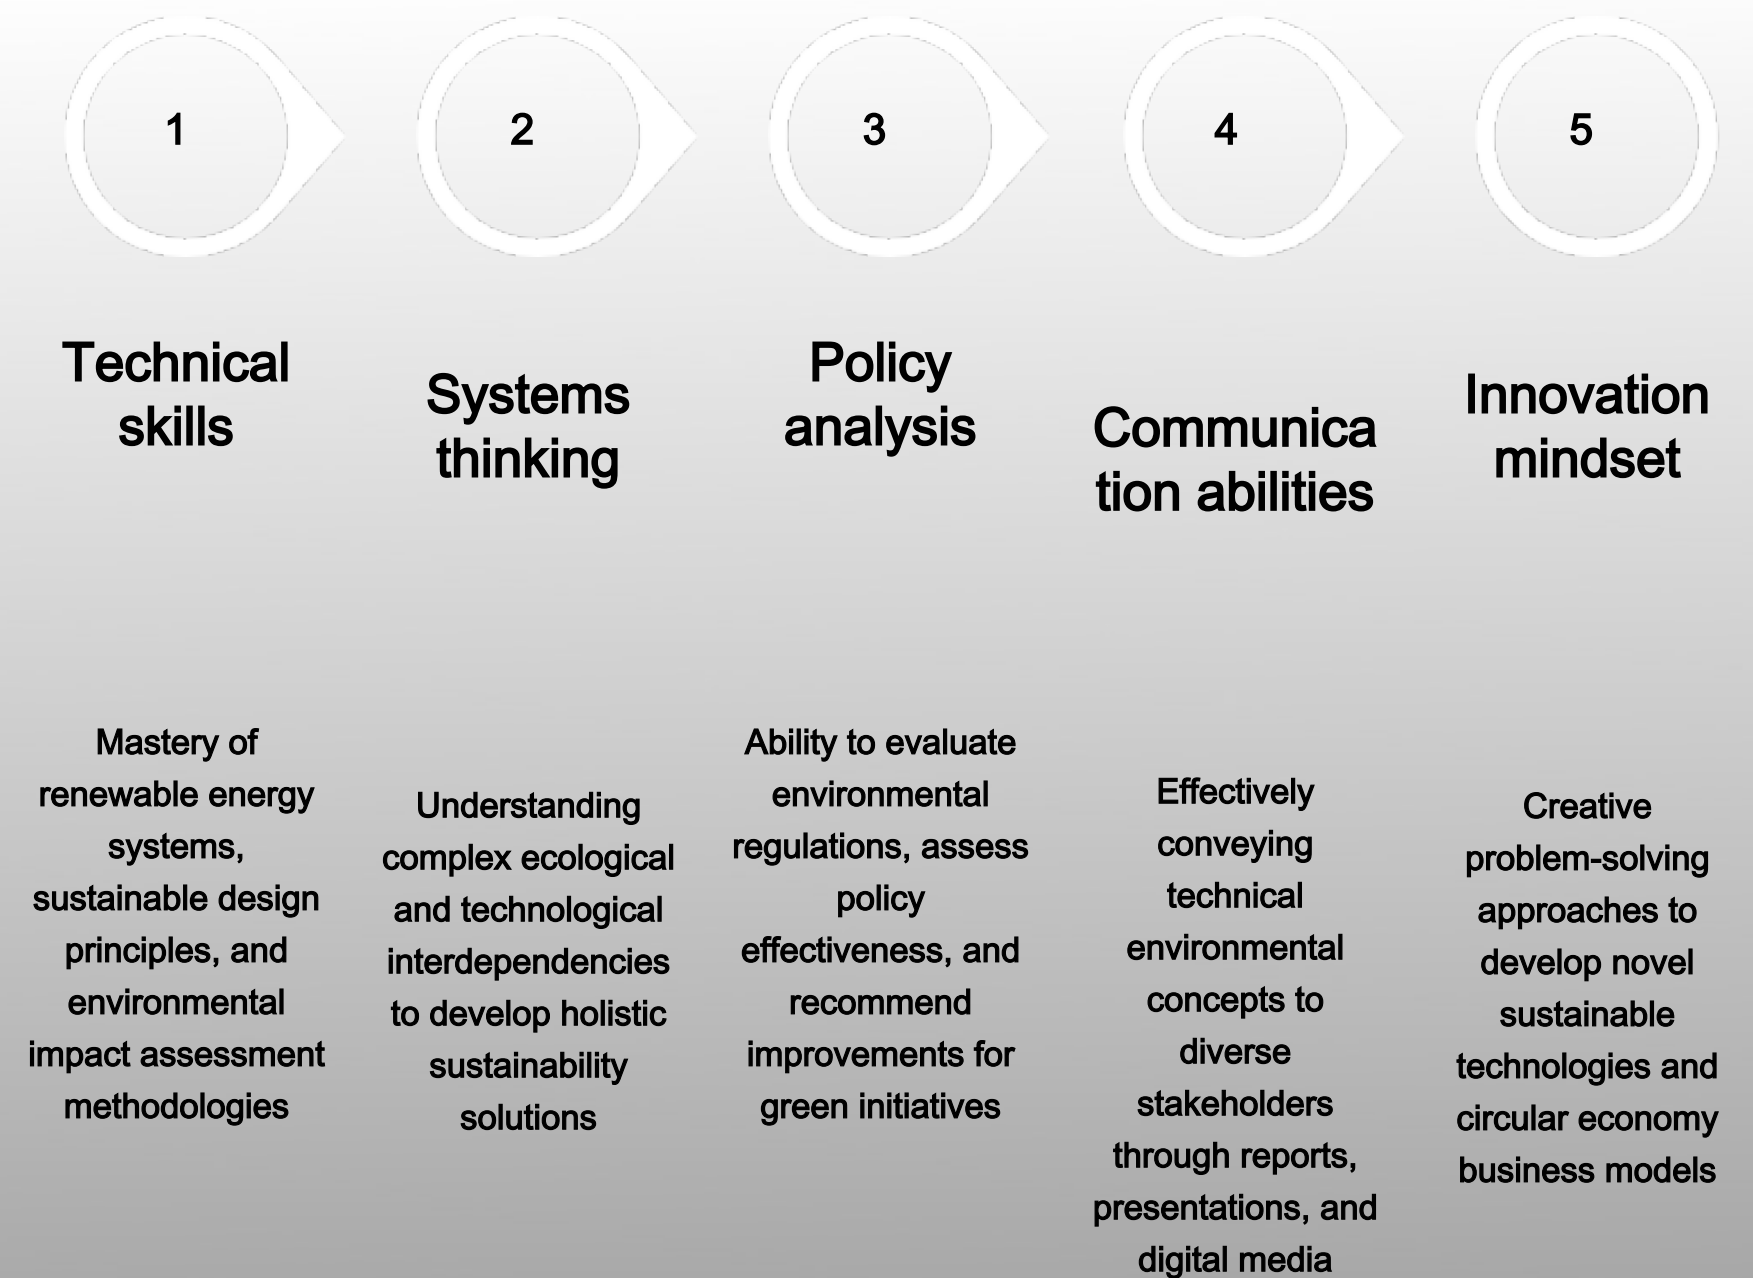 1
Technical
skills
Mastery of
renewable energy
systems,
sustainable design
principles, and
environmental
impact assessment
methodologies
2
Systems
thinking
Understanding
complex ecological
and technological
interdependencies
to develop holistic
sustainability
solutions
3
Policy
analysis
Ability to evaluate
environmental
regulations, assess
policy
effectiveness, and
recommend
improvements for
green initiatives
4
Communica
tion abilities
Effectively
conveying
technical
environmental
concepts to
diverse
stakeholders
through reports,
presentations, and
digital media
5
Innovation
mindset
Creative
problem-solving
approaches to
develop novel
sustainable
technologies and
circular economy
business models